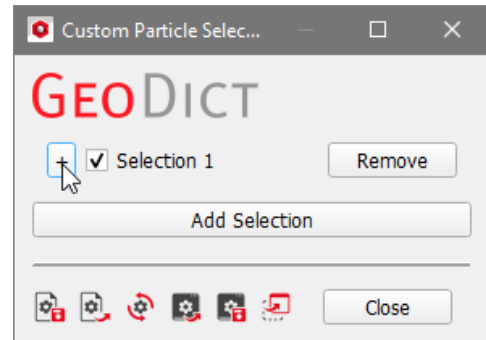 Custom Particle Selec...
GEODICT
+ Selection 1 Remove
Add Selection
Close